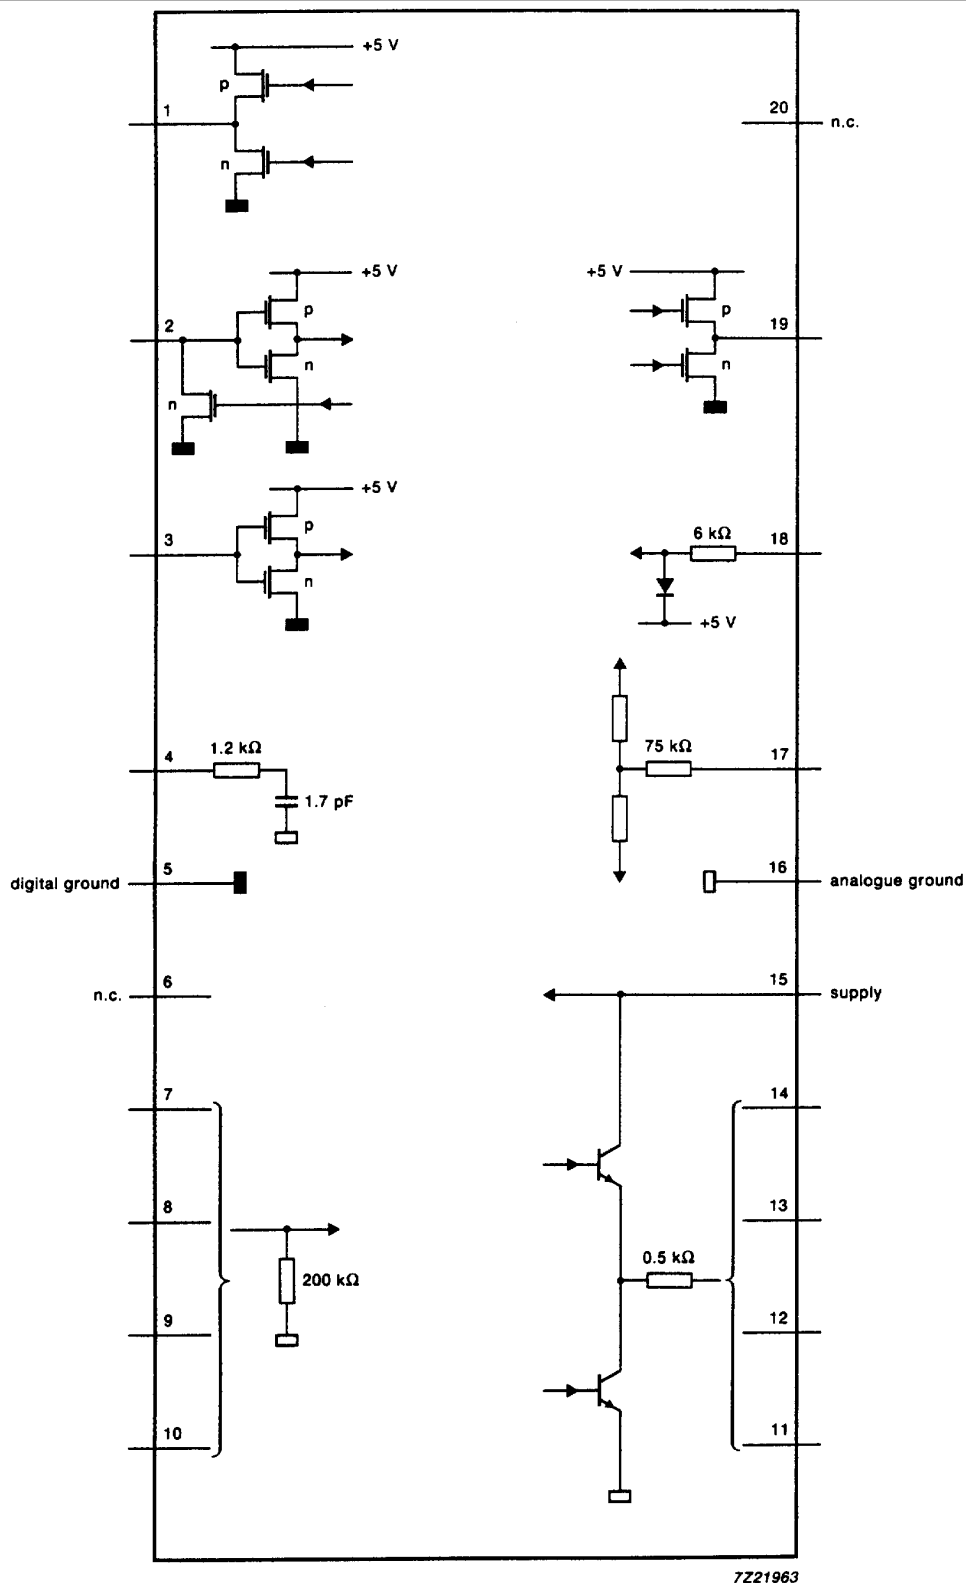 +5 V
p
1
n
20
n.c.
+5 V
p
2
n
n
+5 V
p
19
n
+5 V
p
3
n
6 kΩ
18
+5 V
4
1.2 kΩ
1.7 pF
75 kΩ
17
digital ground
5
16
analogue ground
n.c.
6
15
supply
7
8
200 kΩ
9
10
14
13
0.5 kΩ
12
11
7Z21963